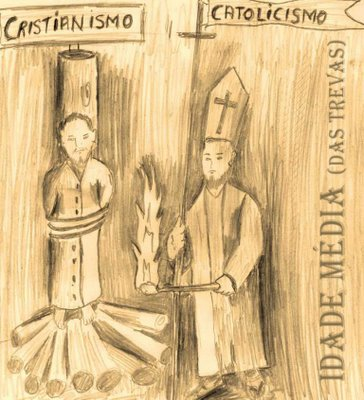 CRISTIANISMO
CATOLICISMO
IDADE MÉDIA (DAS TREVAS)